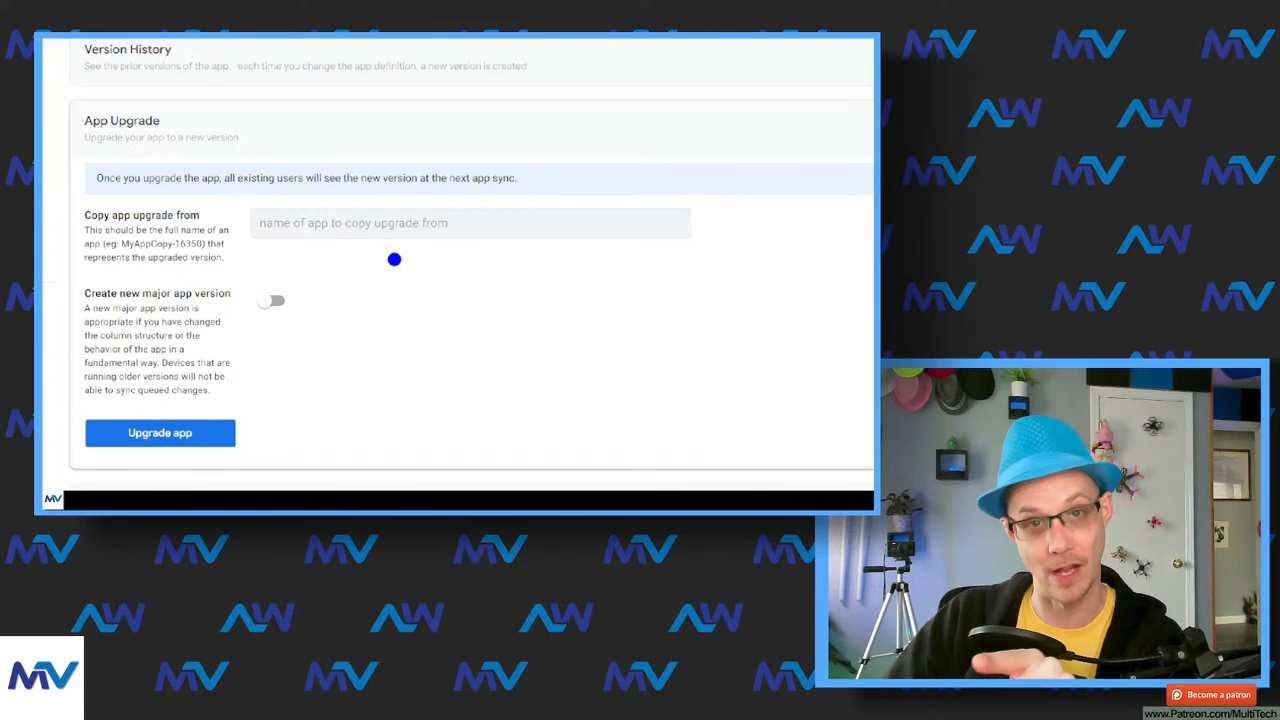 Version History
See the prior versions of the app - each time you change the app definition, a new version is created
App Upgrade
Upgrade your app to a new version
Once you upgrade the app, all existing users will see the new version at the next app sync.
Copy app upgrade from
This should be the full name of an
app (eg: MyAppCopy-16350) that
represents the upgraded version.
name of app to copy upgrade from
Create new major app version
A new major app version is
appropriate if you have changed
the column structure or the
behavior of the app in a
fundamental way. Devices that are
running older versions will not be
able to sync queued changes.
Upgrade app
Become a patron
www.Patreon.com/MultiTech